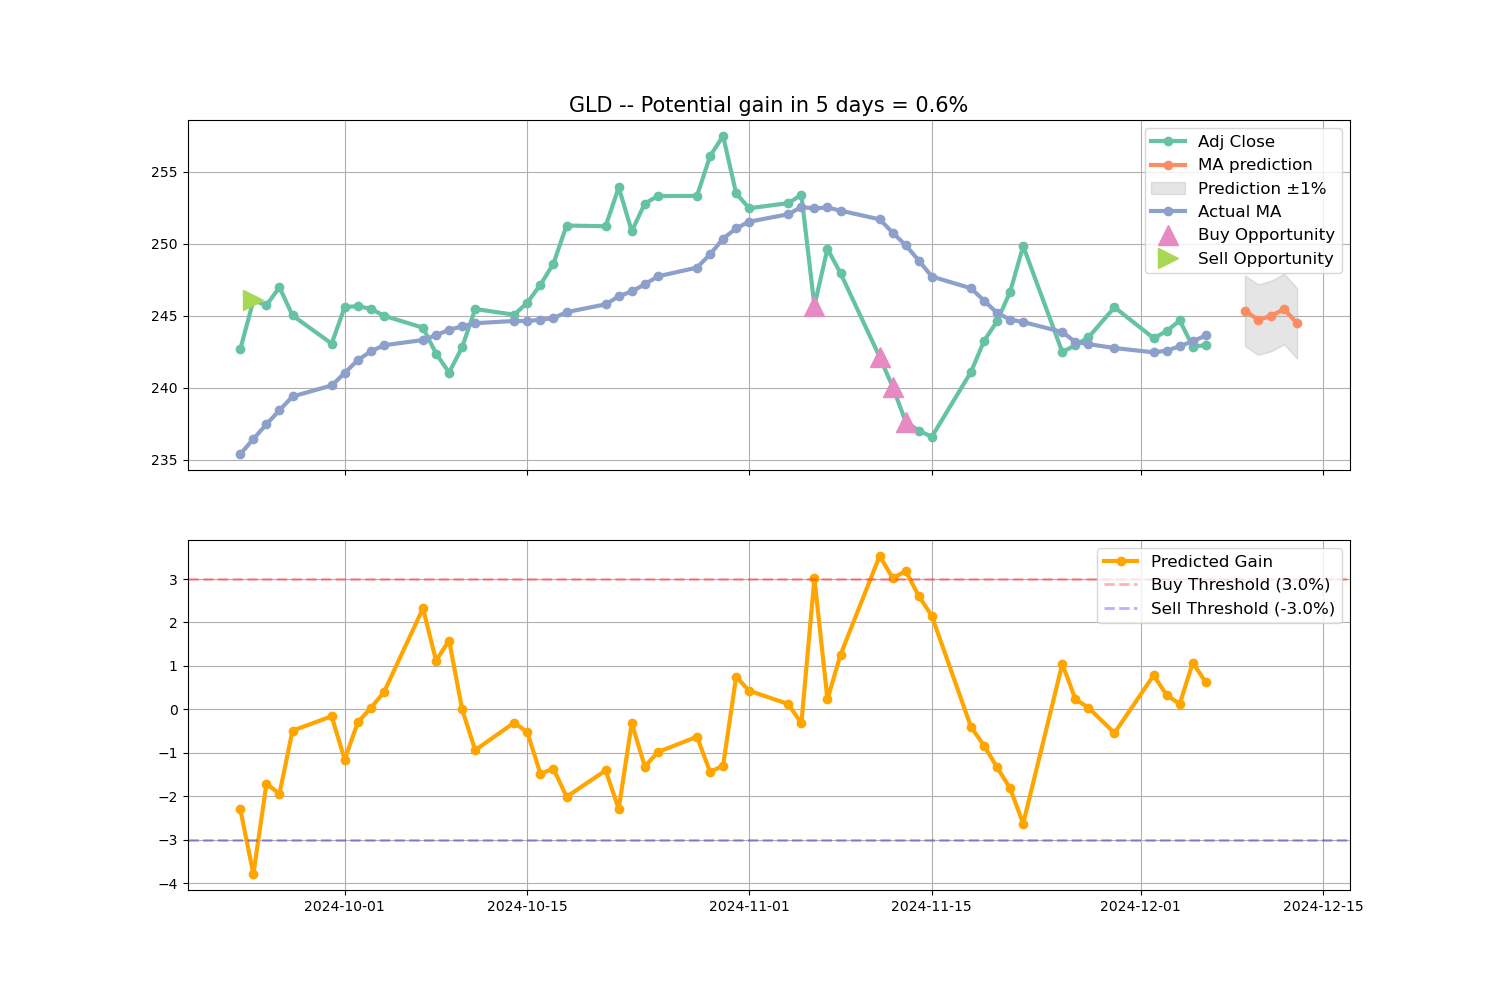 GLD -- Potential gain in 5 days = 0.6%
255
250
245
240
235
Adj Close
MA prediction
Prediction ±1%
Actual MA
Buy Opportunity
Sell Opportunity
3
2
1
0
−1
−2
−3
−4
Predicted Gain
Buy Threshold (3.0%)
Sell Threshold (-3.0%)
2024-10-01
2024-10-15
2024-11-01
2024-11-15
2024-12-01
2024-12-15